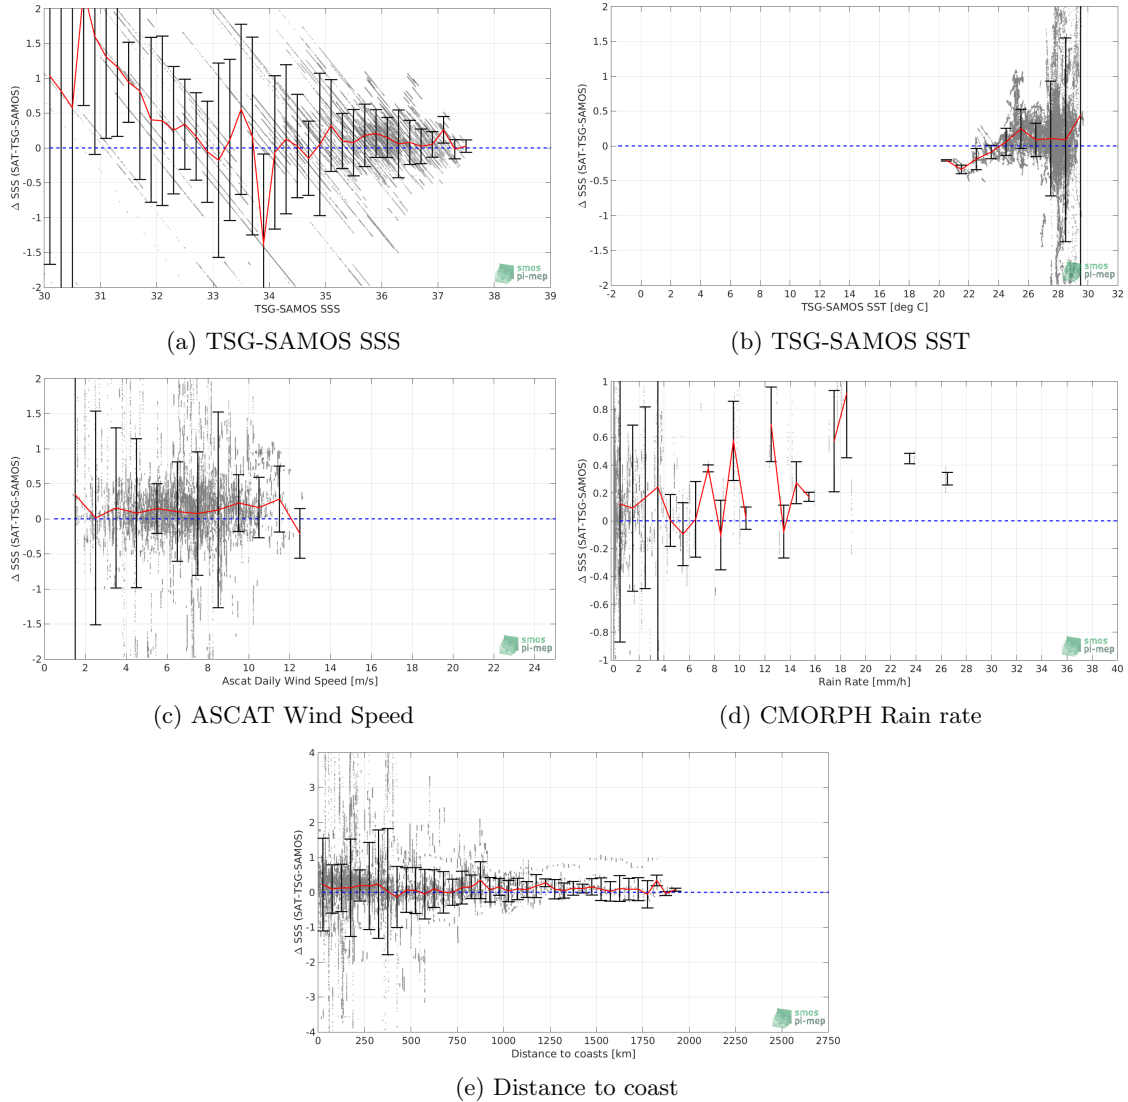 2
1.5
1
0.5
0
-0.5
-1
-1.5
-2
Δ SSS (SAT-TSG-SAMOS)
30 31 32 33 34 35 36 37 38 39
TSG-SAMOS SSS
smos
pi-mep
(a) TSG-SAMOS SSS
2
1.5
1
0.5
0
-0.5
-1
-1.5
-2
Δ SSS (SAT-TSG-SAMOS)
-2 0 2 4 6 8 10 12 14 16 18 20 22 24 26 28 30 32
TSG-SAMOS SST [deg C]
smos
pi-mep
(b) TSG-SAMOS SST
2
1.5
1
0.5
0
-0.5
-1
-1.5
-2
Δ SSS (SAT-TSG-SAMOS)
0 2 4 6 8 10 12 14 16 18 20 22 24
Ascat Daily Wind Speed [m/s]
smos
pi-mep
(c) ASCAT Wind Speed
1
0.8
0.6
0.4
0.2
0
-0.2
-0.4
-0.6
-0.8
-1
Δ SSS (SAT-TSG-SAMOS)
0 2 4 6 8 10 12 14 16 18 20 22 24 26 28 30 32 34 36 38 40
Rain Rate [mm/h]
smos
pi-mep
(d) CMORPH Rain rate
4
3
2
1
0
-1
-2
-3
-4
Δ SSS (SAT-TSG-SAMOS)
0 250 500 750 1000 1250 1500 1750 2000 2250 2500 2750
Distance to coasts [km]
smos
pi-mep
(e) Distance to coast